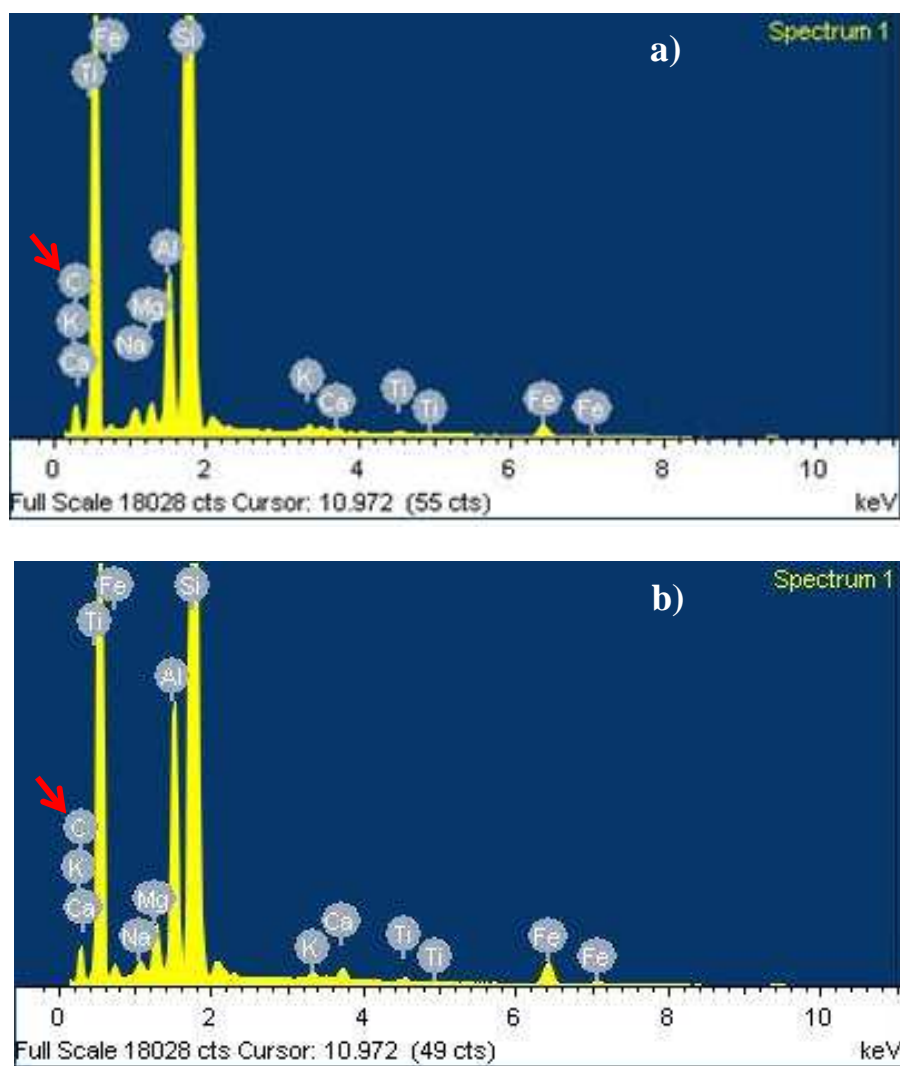 Spectrum 1
a)
Fe
Si
Ti
Al
C
Mg
K
Na
Ca
K
Ca
Ti
Ti
Fe
Fe
0 2 4 6 8 10
Full Scale 18028 cts Cursor: 10.972 (55 cts) keV
Spectrum 1
b)
Fe
Si
Ti
Al
C
K
Mg
Ca
Na
K
Ca
Ti
Ti
Fe
Fe
0 2 4 6 8 10
Full Scale 18028 cts Cursor: 10.972 (49 cts) keV